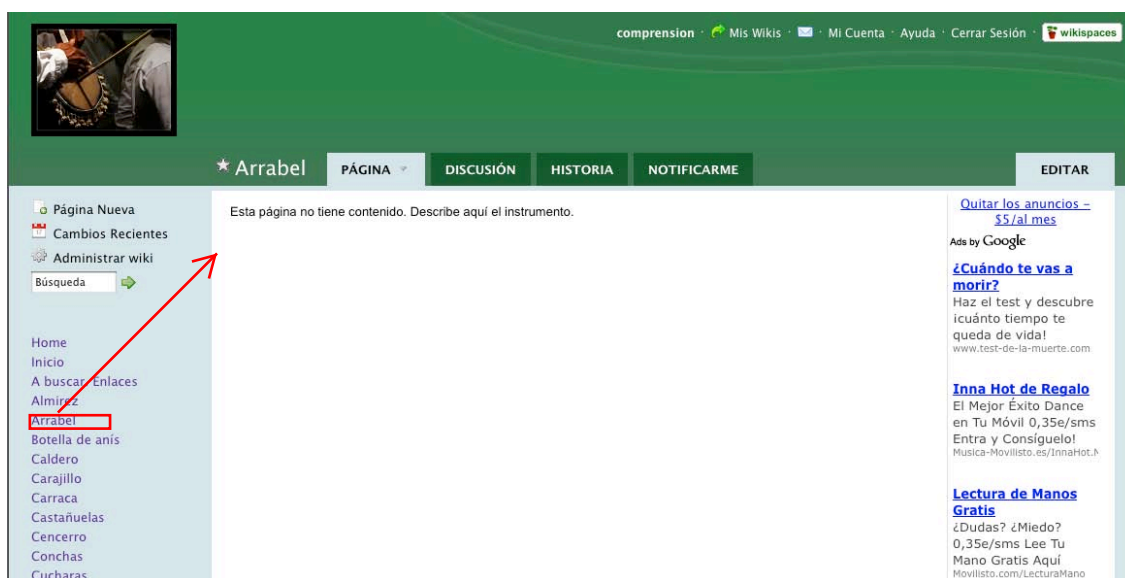 comprension · Mis Wikis · · Mi Cuenta · Ayuda · Cerrar Sesión · wikispaces
Arrabel
PÁGINA
DISCUSIÓN
HISTORIA
NOTIFICARME
EDITAR
Página Nueva
Cambios Recientes
Administrar wiki
Búsqueda
Home
Inicio
A buscar. Enlaces
Almirez
Arrabel
Botella de anís
Caldero
Carajillo
Carraca
Castañuelas
Cencerro
Conchas
Cucharas
Esta página no tiene contenido. Describe aquí el instrumento.
Quitar los anuncios –
$5/al mes
Ads by Google
¿Cuándo te vas a
morir?
Haz el test y descubre
¡cuánto tiempo te
queda de vida!
www.test-de-la-muerte.com
Inna Hot de Regalo
El Mejor Éxito Dance
en Tu Móvil 0,35e/sms
Entra y Consíguelo!
Musica-Movilisto.es/InnaHot.M
Lectura de Manos
Gratis
¿Dudas? ¿Miedo?
0,35e/sms Lee Tu
Mano Gratis Aquí
Movilisto.com/LecturaMano